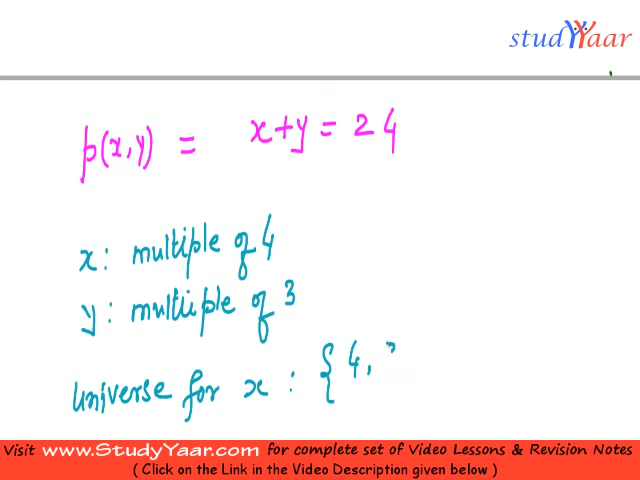 studYYaar
p(x,y) = x+y = 24
x: multiple of 4
y: multiple of 3
Universe for x : { 4,
Visit www.StudyYaar.com for complete set of Video Lessons & Revision Notes
( Click on the Link in the Video Description given below )